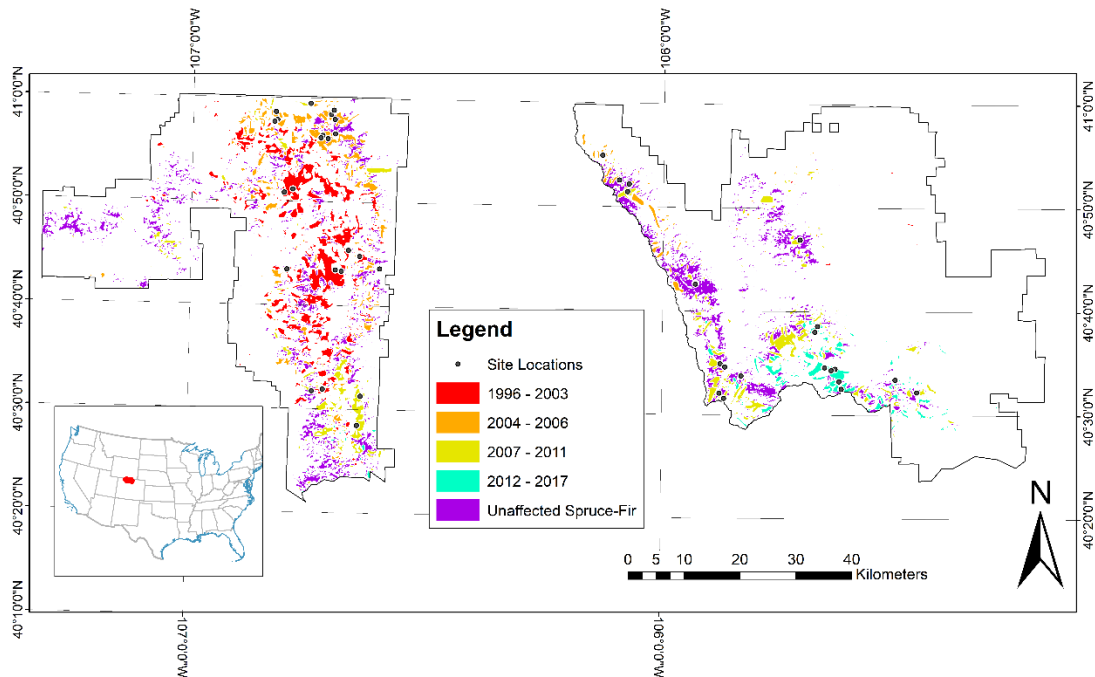 107°0'0"W
106°0'0"W
41°0'0"N
41°0'0"N
40°50'0"N
40°50'0"N
40°40'0"N
40°40'0"N
40°30'0"N
40°30'0"N
40°20'0"N
40°20'0"N
40°10'0"N
Legend
Site Locations
1996 - 2003
2004 - 2006
2007 - 2011
2012 - 2017
Unaffected Spruce-Fir
N
0 5 10 20 30 40
Kilometers
107°0'0"W
106°0'0"W